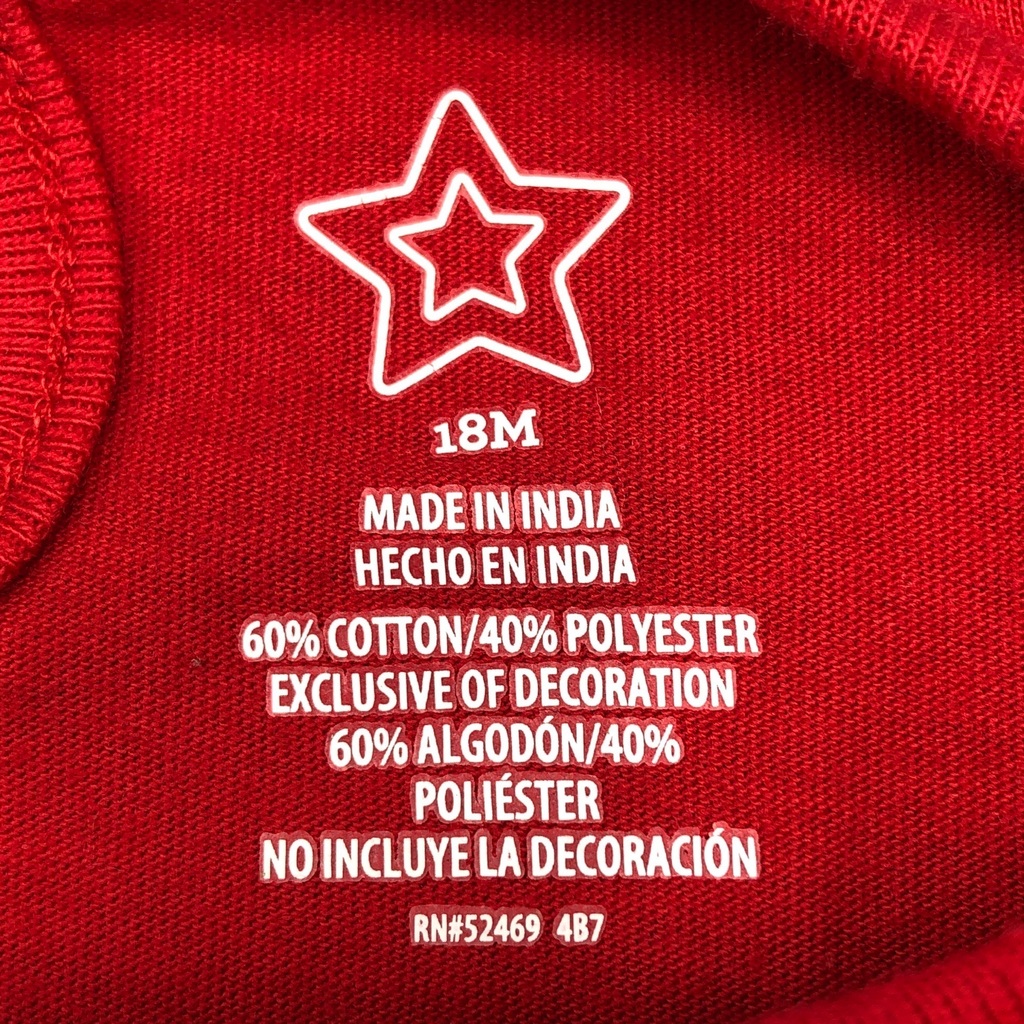 18M
MADE IN INDIA
HECHO EN INDIA
60% COTTON/40% POLYESTER
EXCLUSIVE OF DECORATION
60% ALGODÓN/40%
POLIÉSTER
NO INCLUYE LA DECORACIÓN
RN#52469 4B7